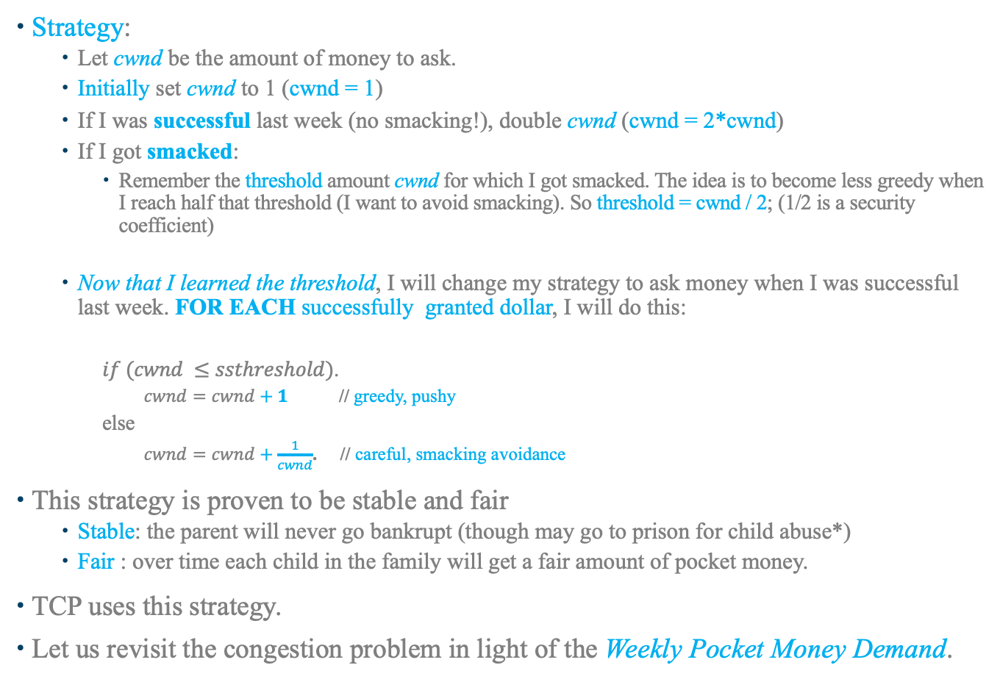 • Strategy:
• Let cwnd be the amount of money to ask.
• Initially set cwnd to 1 (cwnd = 1)
• If I was successful last week (no smacking!), double cwnd (cwnd = 2*cwnd)
• If I got smacked:
• Remember the threshold amount cwnd for which I got smacked. The idea is to become less greedy when
I reach half that threshold (I want to avoid smacking). So threshold = cwnd / 2; (1/2 is a security
coefficient)
• Now that I learned the threshold, I will change my strategy to ask money when I was successful
last week. FOR EACH successfully granted dollar, I will do this:
if (cwnd ≤ ssthreshold).
cwnd = cwnd + 1 // greedy, pushy
else
cwnd = cwnd + 1/cwnd. // careful, smacking avoidance
• This strategy is proven to be stable and fair
• Stable: the parent will never go bankrupt (though may go to prison for child abuse*)
• Fair : over time each child in the family will get a fair amount of pocket money.
• TCP uses this strategy.
• Let us revisit the congestion problem in light of the Weekly Pocket Money Demand.